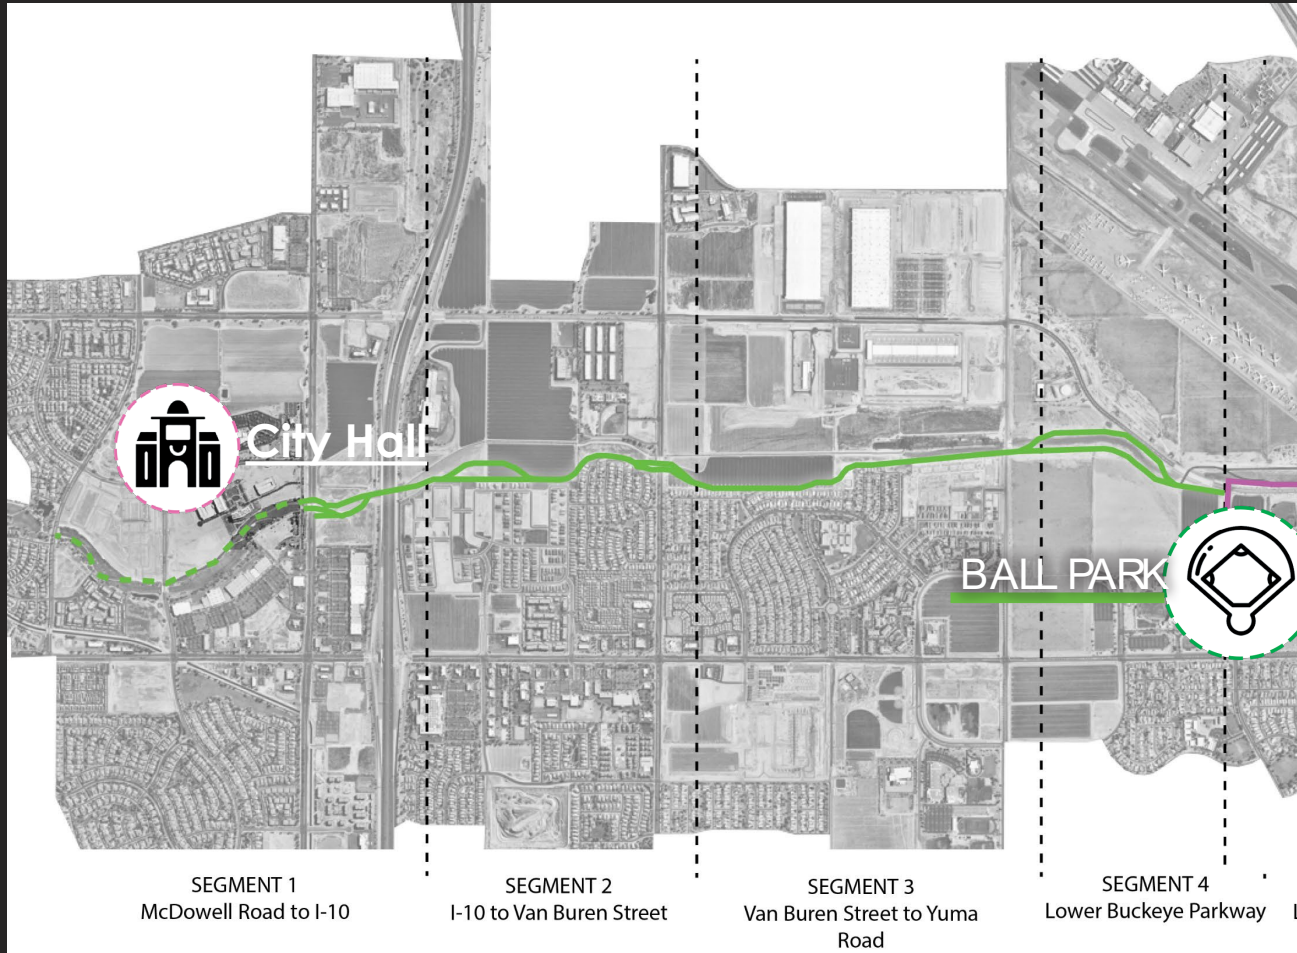 City Hall
BALL PARK
SEGMENT 1
McDowell Road to I-10
SEGMENT 2
I-10 to Van Buren Street
SEGMENT 3
Van Buren Street to Yuma
Road
SEGMENT 4
Lower Buckeye Parkway
L